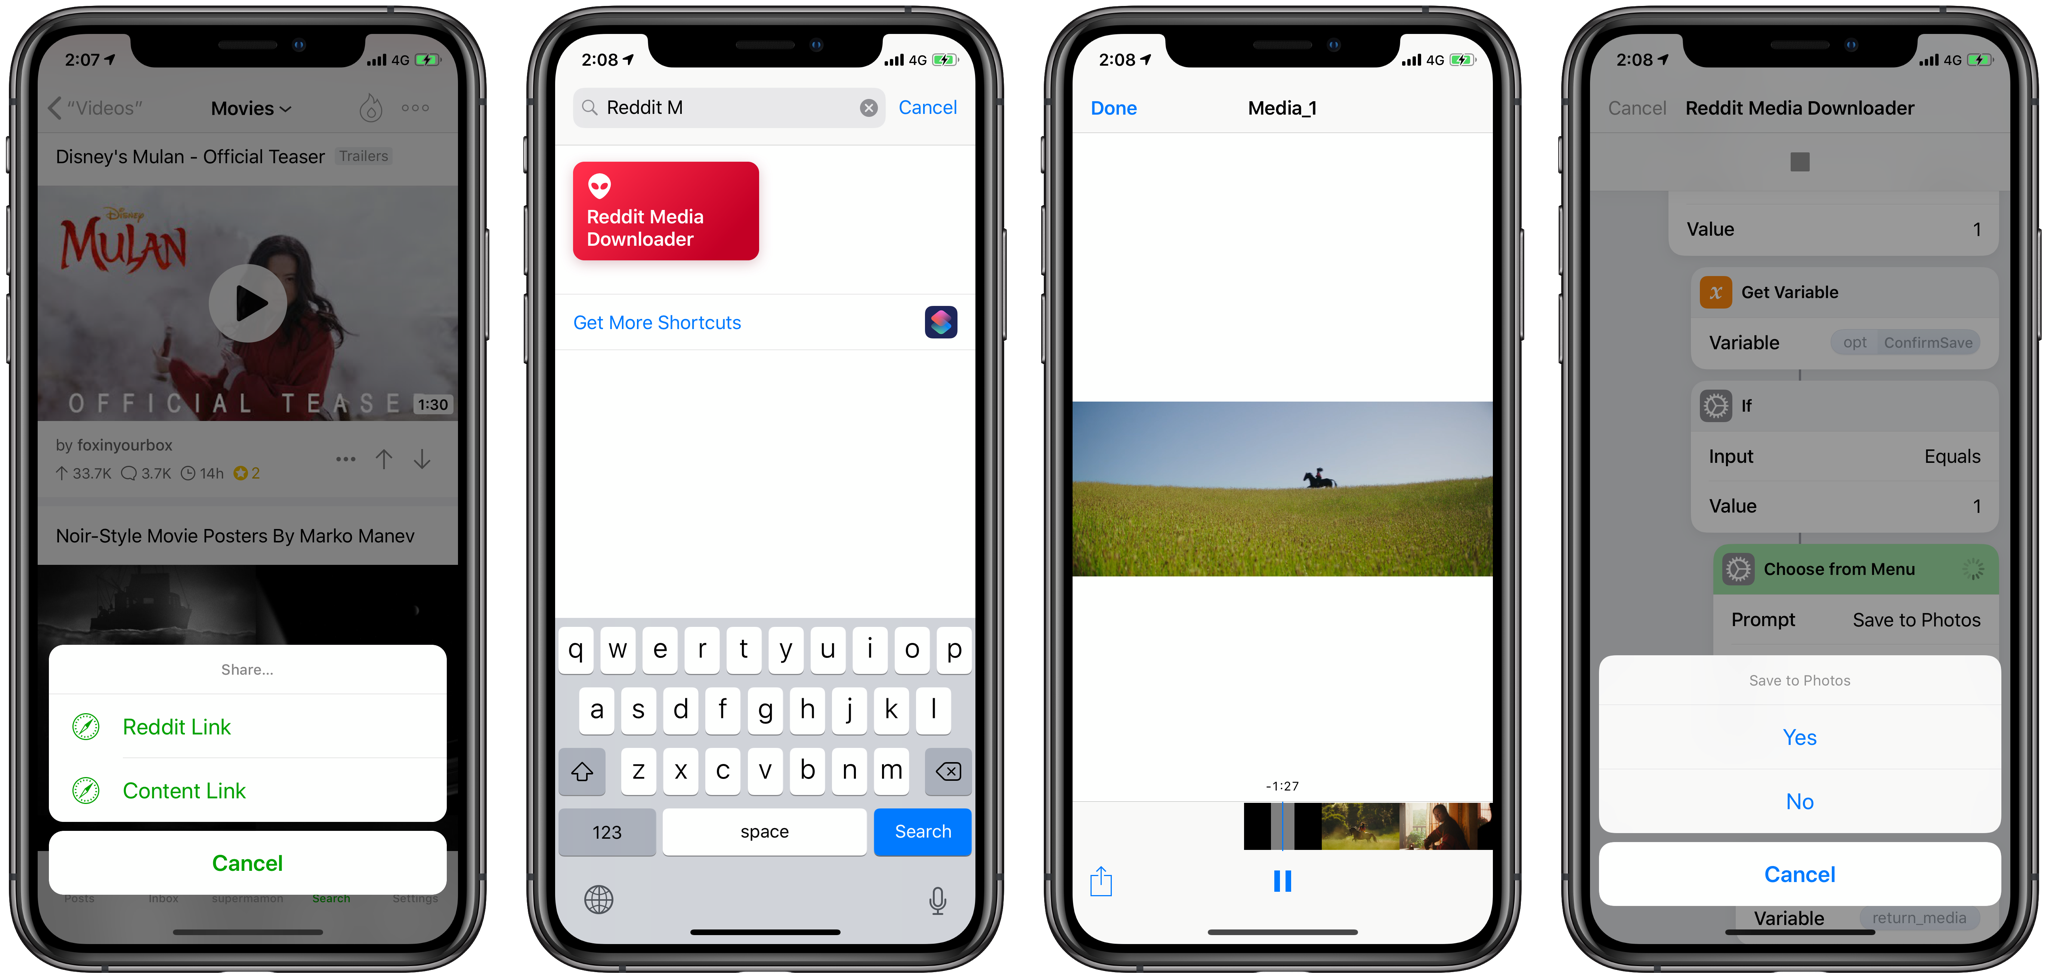 2:07
4G
“Videos”
Movies
Disney's Mulan - Official Teaser Trailers
Disney
MULAN
OFFICIAL TEASE
1:30
by foxinyourbox
33.7K 3.7K 14h 2
Noir-Style Movie Posters By Marko Manev
Share...
Reddit Link
Content Link
Cancel
Posts Inbox supermamon Search Settings
2:08
4G
Reddit M
Cancel
Reddit Media
Downloader
Get More Shortcuts
q w e r t y u i o p
a s d f g h j k l
z x c v b n m
123 space Search
2:08
4G
Done Media_1
-1:27
2:08
4G
Cancel Reddit Media Downloader
Value 1
x Get Variable
Variable opt ConfirmSave
If
Input Equals
Value 1
Choose from Menu
Prompt Save to Photos
Save to Photos
Yes
No
Cancel
Variable return_media